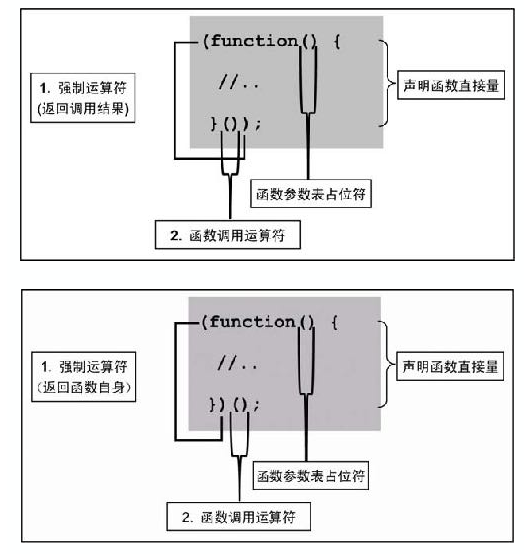 (function() {
1. 强制运算符
(返回调用结果)
//..
声明函数直接量
}());
函数参数表占位符
2. 函数调用运算符
(function() {
1. 强制运算符
（返回函数自身）
//..
声明函数直接量
})();
函数参数表占位符
2. 函数调用运算符